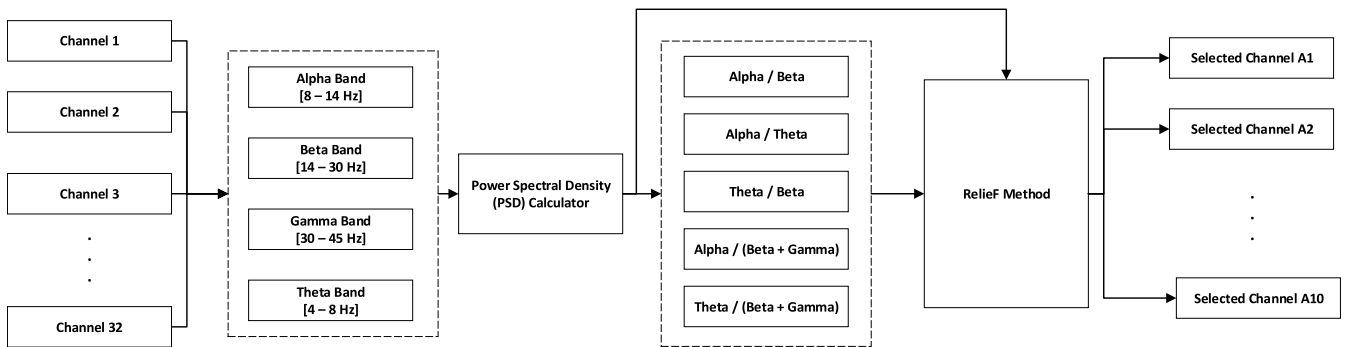 Channel 1
Channel 2
Channel 3
Channel 32
Alpha Band
[8 – 14 Hz]
Beta Band
[14 – 30 Hz]
Gamma Band
[30 – 45 Hz]
Theta Band
[4 – 8 Hz]
Power Spectral Density
(PSD) Calculator
Alpha / Beta
Alpha / Theta
Theta / Beta
Alpha / (Beta + Gamma)
Theta / (Beta + Gamma)
RelieF Method
Selected Channel A1
Selected Channel A2
Selected Channel A10